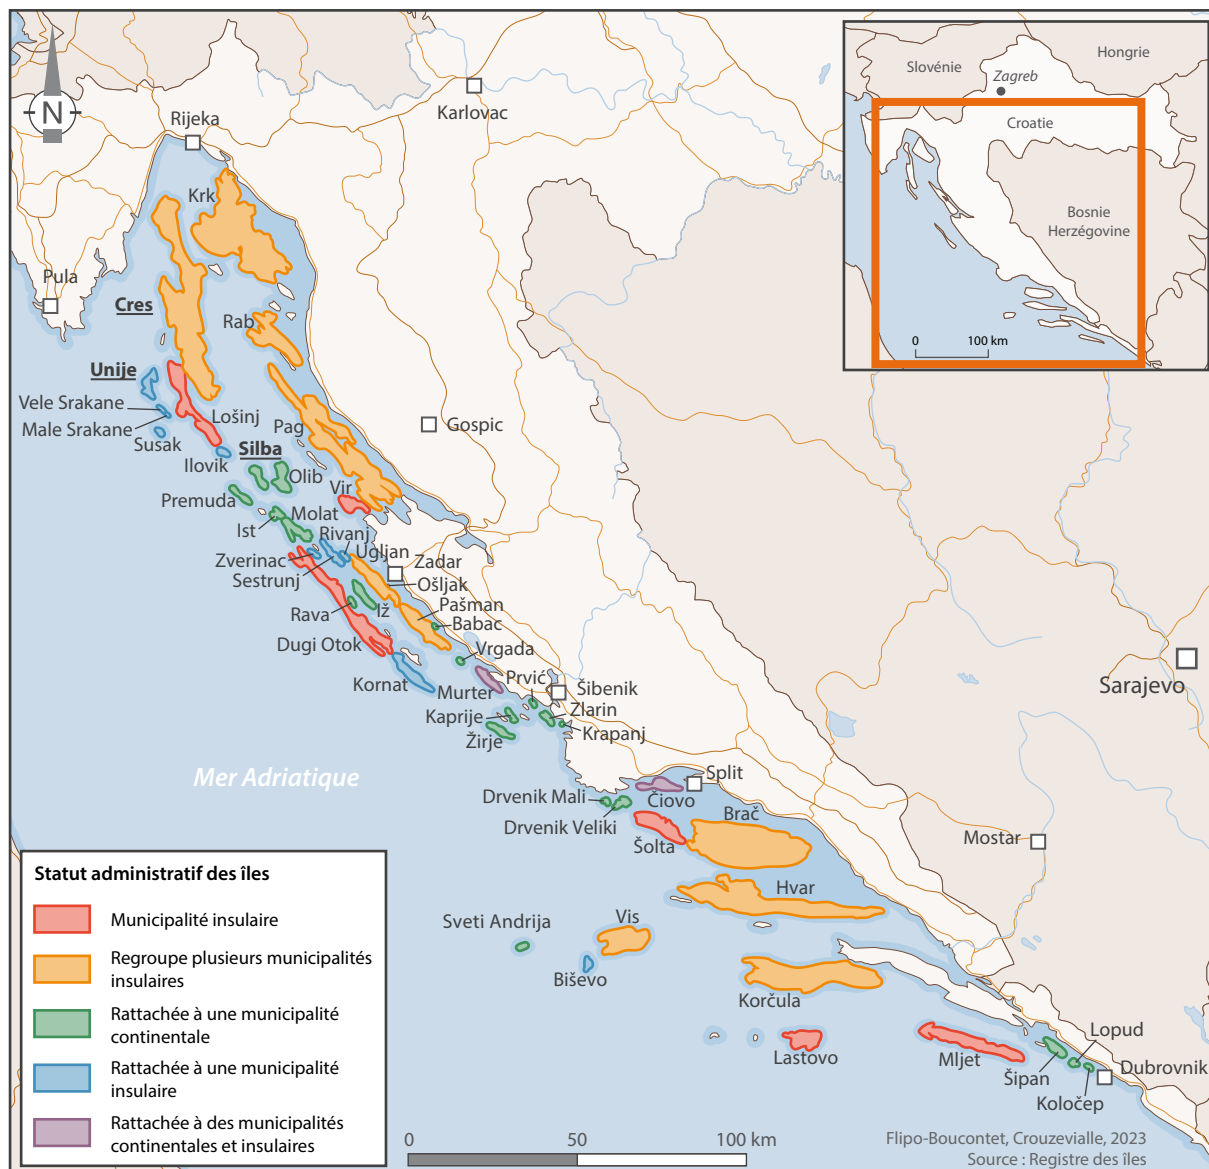 N
Rijeka
Karlovac
Slovénie
Hongrie
Zagreb
Croatie
Bosnie
Herzégovine
0
100 km
Krk
Pula
Cres
Rab
Unije
Vele Srakane
Male Srakane
Lošinj
Susak
Ilovik
Silba
Pag
Gospic
Olib
Premuda
Vir
Ist
Molat
Rivanj
Zverinac
Ugljan
Sestrunj
Zadar
Ošljak
Rava
Iž
Pašman
Babac
Dugi Otok
Vrgada
Kornat
Murter
Prvić
Šibenik
Kaprije
Zlarin
Žirje
Krapanj
Sarajevo
Mer Adriatique
Split
Drvenik Mali
Čiovo
Drvenik Veliki
Brač
Šolta
Mostar
Hvar
Sveti Andrija
Vis
Biševo
Korčula
Lastovo
Mljet
Lopud
Šipan
Dubrovnik
Koločep
Statut administratif des îles
Municipalité insulaire
Regroupe plusieurs municipalités
insulaires
Rattachée à une municipalité
continentale
Rattachée à une municipalité
insulaire
Rattachée à des municipalités
continentales et insulaires
0
50
100 km
Flipo-Boucontet, Crouzevialle, 2023
Source : Registre des îles